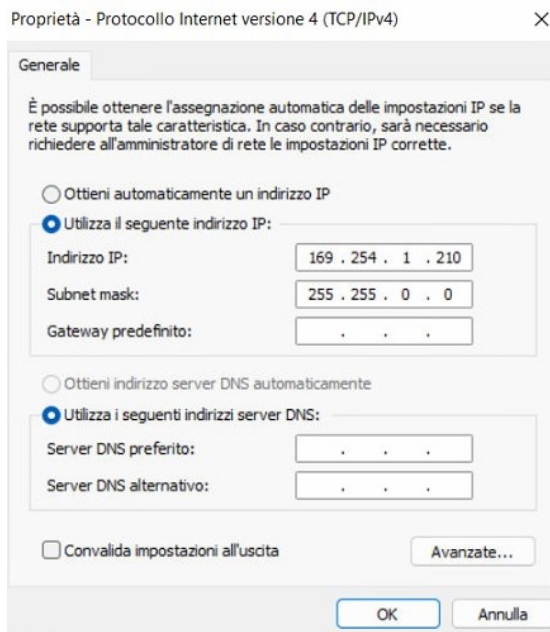 Proprietà - Protocollo Internet versione 4 (TCP/IPv4)
Generale
È possibile ottenere l'assegnazione automatica delle impostazioni IP se la
rete supporta tale caratteristica. In caso contrario, sarà necessario
richiedere all'amministratore di rete le impostazioni IP corrette.
Ottieni automaticamente un indirizzo IP
Utilizza il seguente indirizzo IP:
Indirizzo IP: 169 . 254 . 1 . 210
Subnet mask: 255 . 255 . 0 . 0
Gateway predefinito: . . .
Ottieni indirizzo server DNS automaticamente
Utilizza i seguenti indirizzi server DNS:
Server DNS preferito: . . .
Server DNS alternativo: . . .
Convalida impostazioni all'uscita Avanzate...
OK Annulla